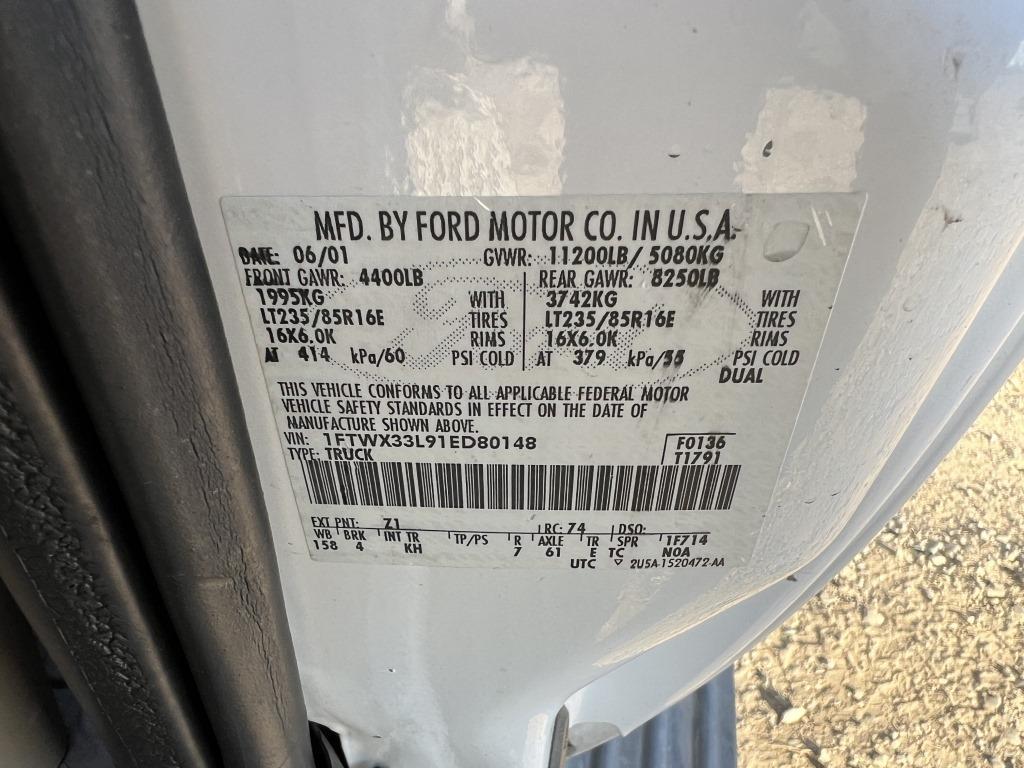 MFD. BY FORD MOTOR CO. IN U.S.A.
DATE: 06/01 GVWR: 11200LB/ 5080KG
FRONT GAWR: 4400LB REAR GAWR: 8250LB
1995KG WITH 3742KG WITH
LT235/85R16E TIRES LT235/85R16E TIRES
16X6.0K RIMS 16X6.0K RIMS
AT 414 kPa/60 PSI COLD AT 379 kPa/55 PSI COLD
DUAL
THIS VEHICLE CONFORMS TO ALL APPLICABLE FEDERAL MOTOR
VEHICLE SAFETY STANDARDS IN EFFECT ON THE DATE OF
MANUFACTURE SHOWN ABOVE.
VIN: 1FTWX33L91ED80148 F0136
TYPE: TRUCK T1791
EXT PNT: Z1 RC: 74 DSO:
WB BRK INT TR TP/PS R AXLE TR SPR 1F714
158 4 KH 7 61 E TC N0A
UTC ▽ 2U5A-1520472-AA